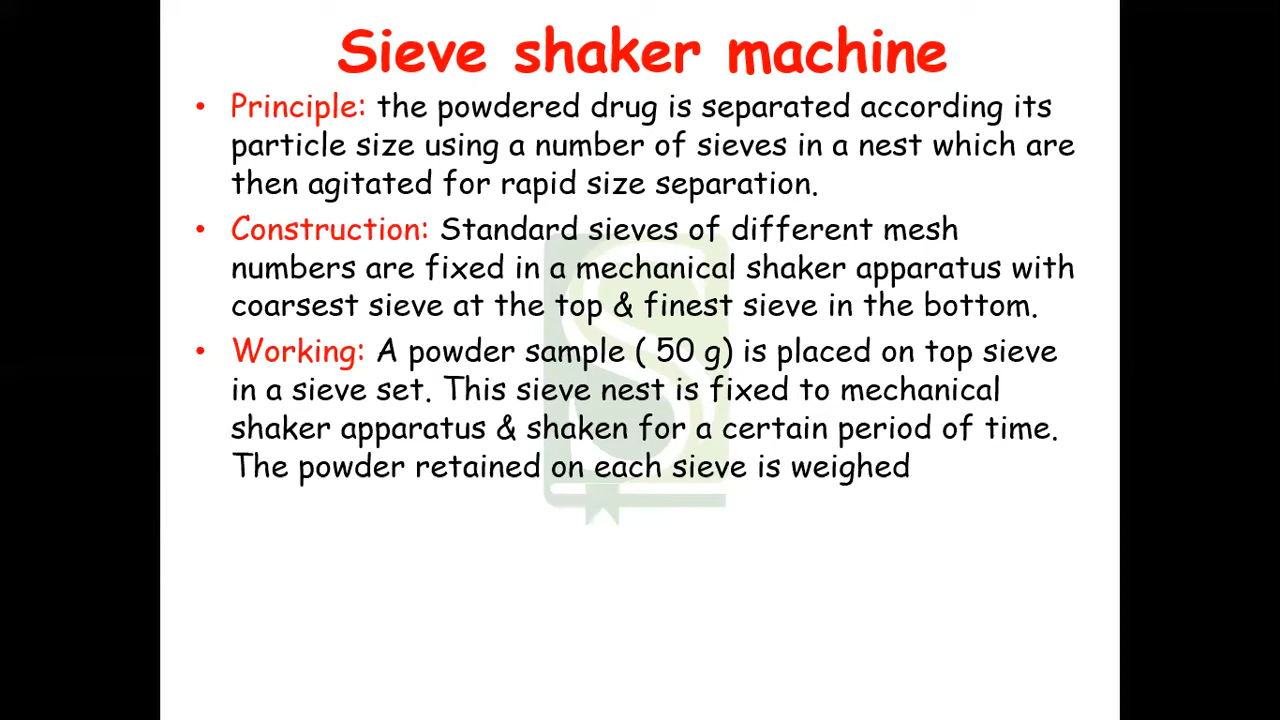 Sieve shaker machine
• Principle: the powdered drug is separated according its
particle size using a number of sieves in a nest which are
then agitated for rapid size separation.
• Construction: Standard sieves of different mesh
numbers are fixed in a mechanical shaker apparatus with
coarsest sieve at the top & finest sieve in the bottom.
• Working: A powder sample ( 50 g) is placed on top sieve
in a sieve set. This sieve nest is fixed to mechanical
shaker apparatus & shaken for a certain period of time.
The powder retained on each sieve is weighed